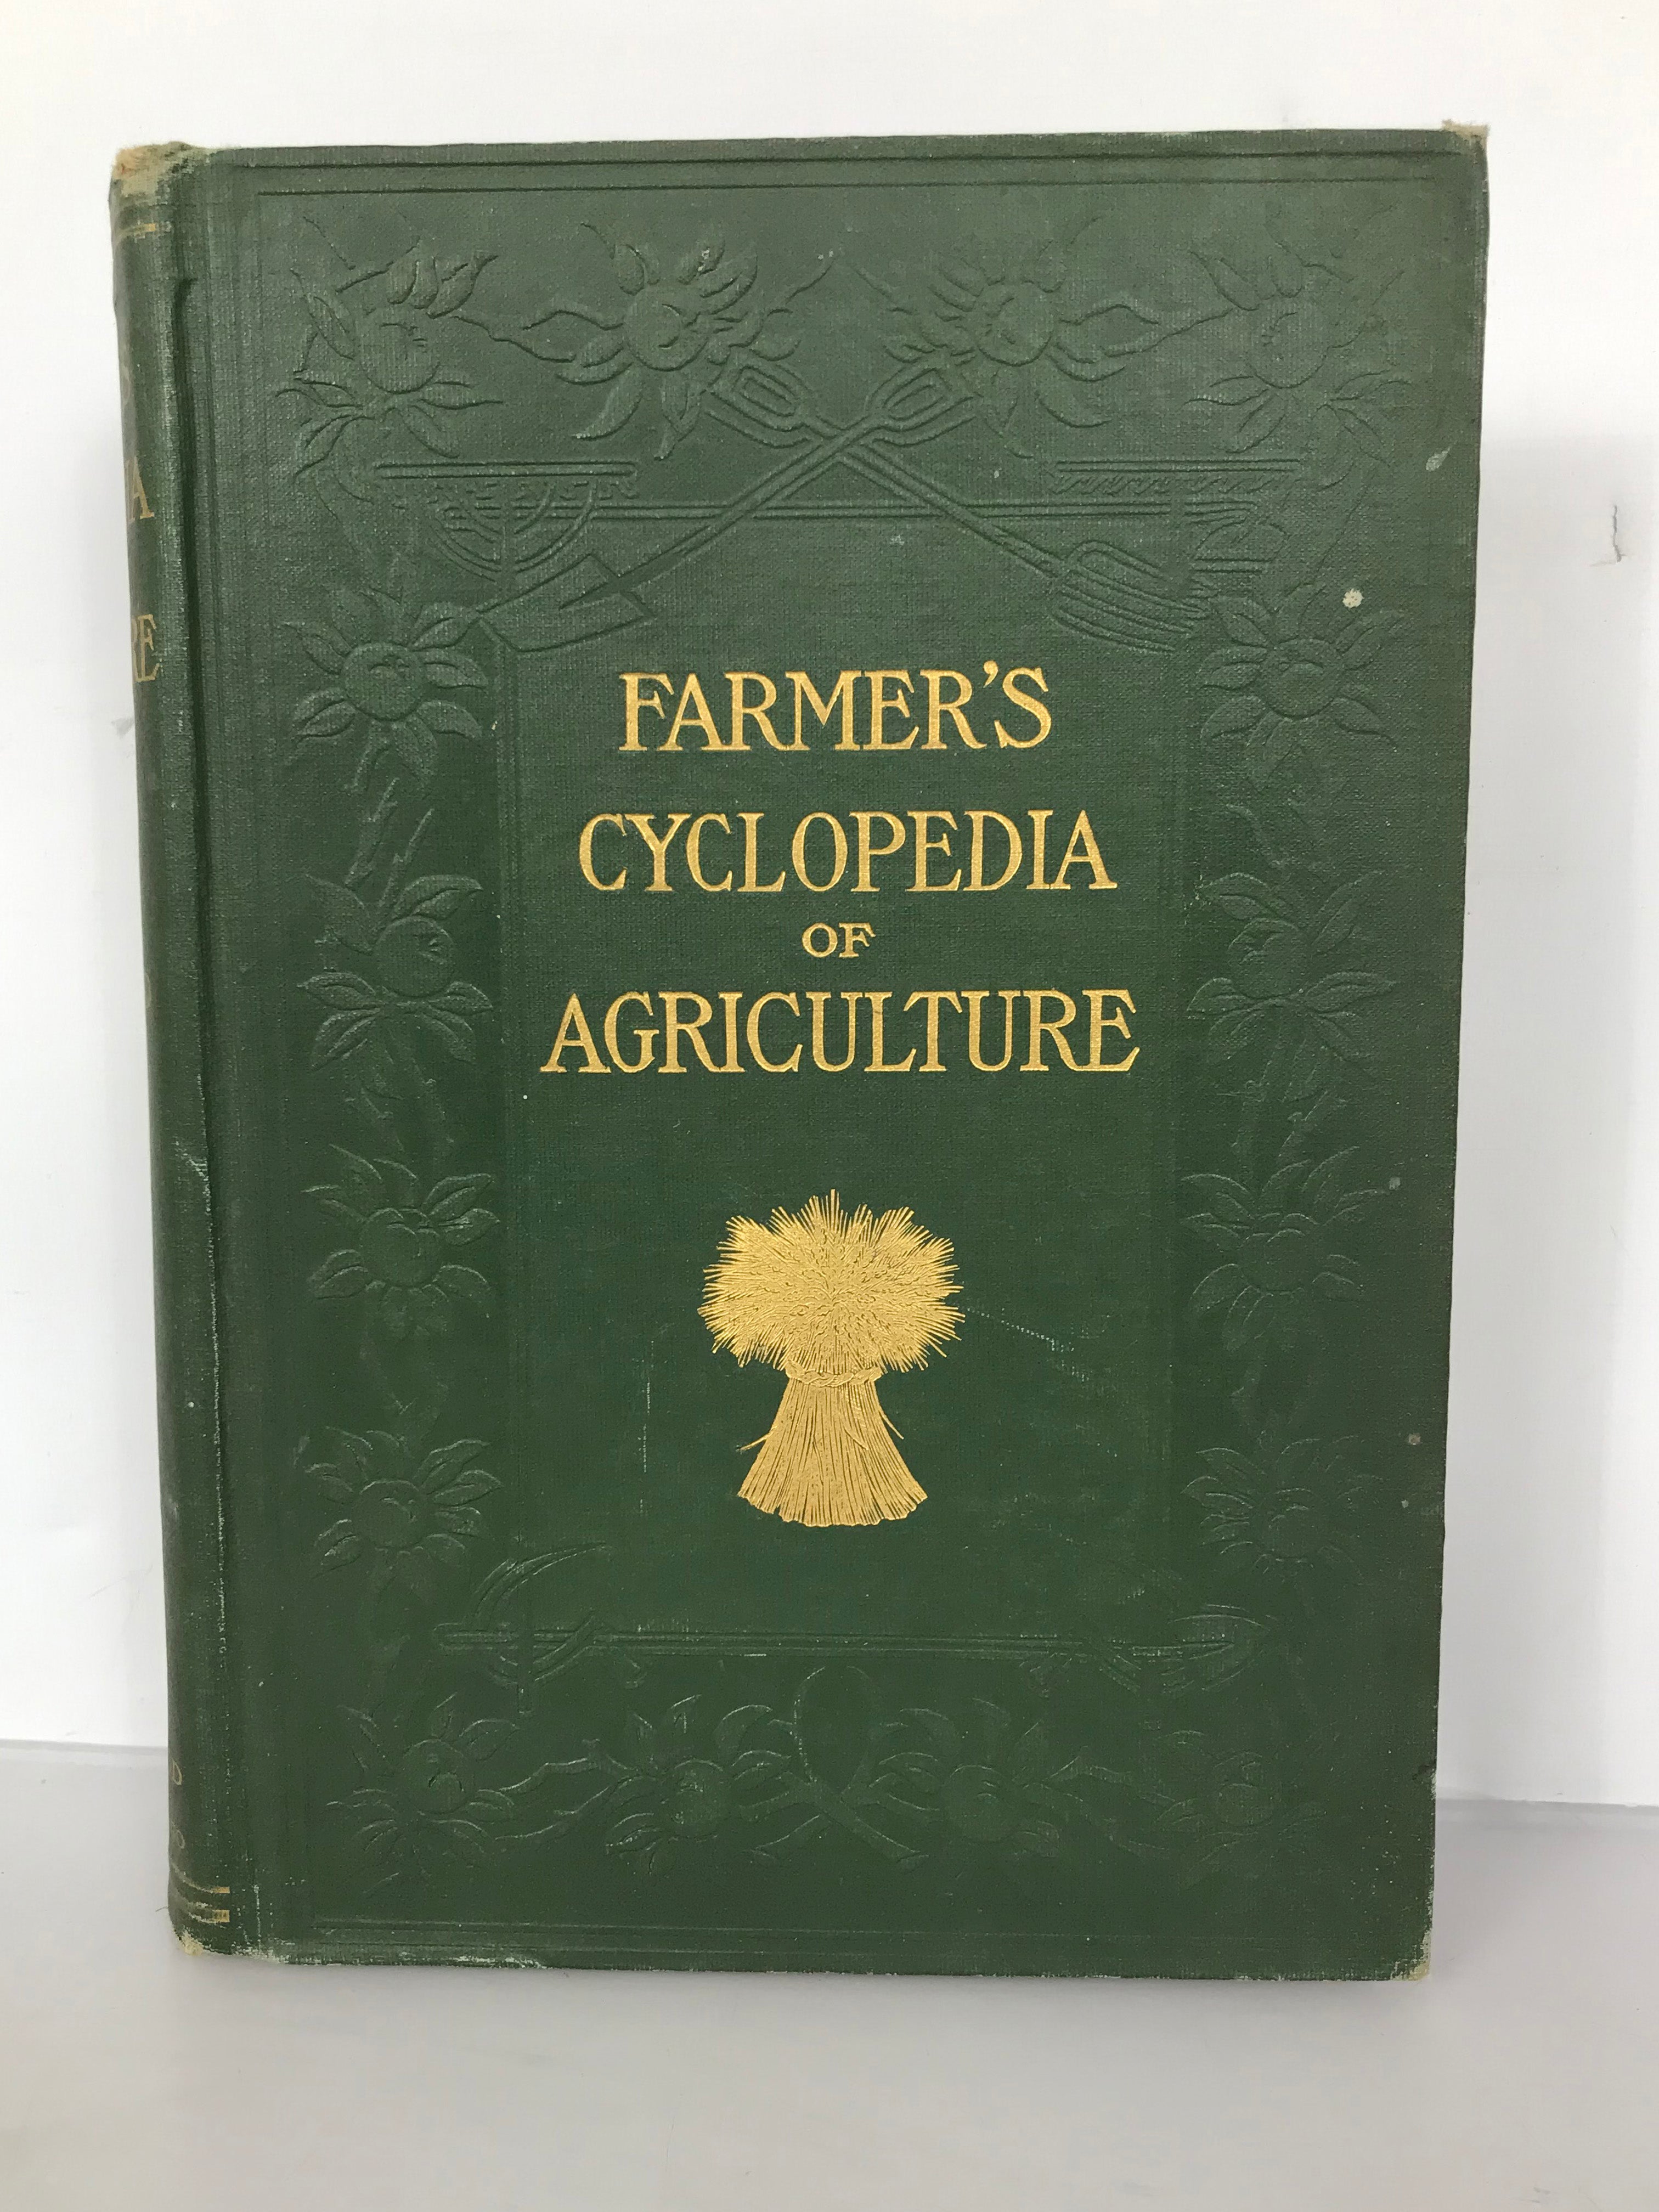 FARMER'S
CYCLOPEDIA
OF
AGRICULTURE